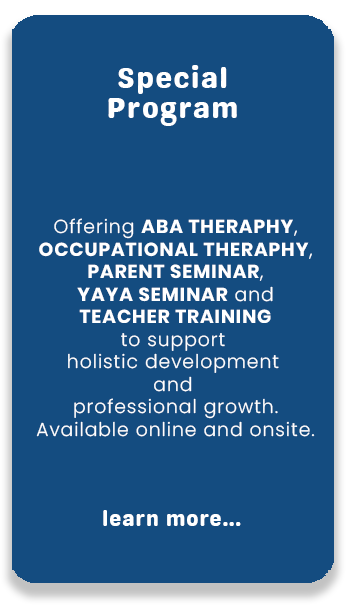 Special
Program
Offering ABA THERAPHY,
OCCUPATIONAL THERAPHY,
PARENT SEMINAR,
YAYA SEMINAR and
TEACHER TRAINING
to support
holistic development
and
professional growth.
Available online and onsite.
learn more...